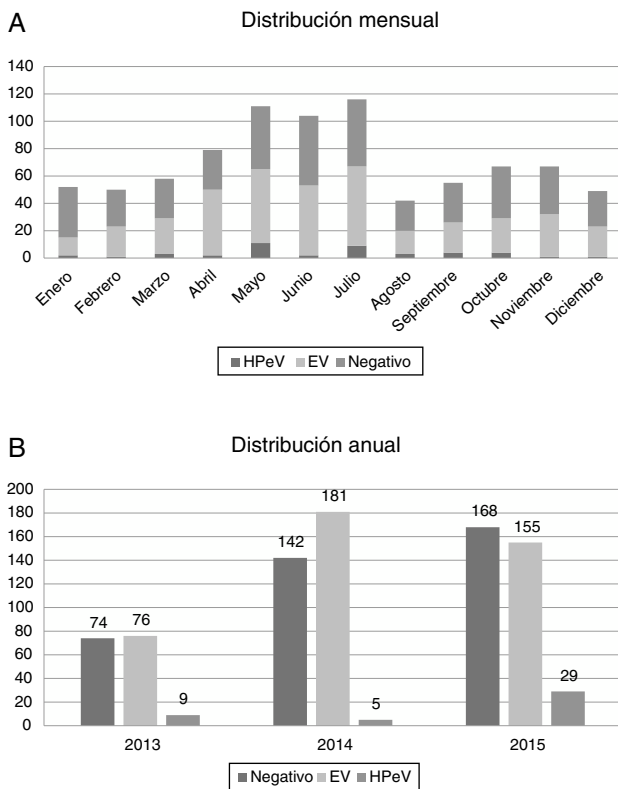 A
Distribución mensual
140
120
100
80
60
40
20
0
Enero
Febrero
Marzo
Abril
Mayo
Junio
Julio
Agosto
Septiembre
Octubre
Noviembre
Diciembre
HPeV EV Negativo
B
Distribución anual
200
180
160
140
120
100
80
60
40
20
0
74
76
9
142
181
5
168
155
29
2013
2014
2015
Negativo EV HPeV